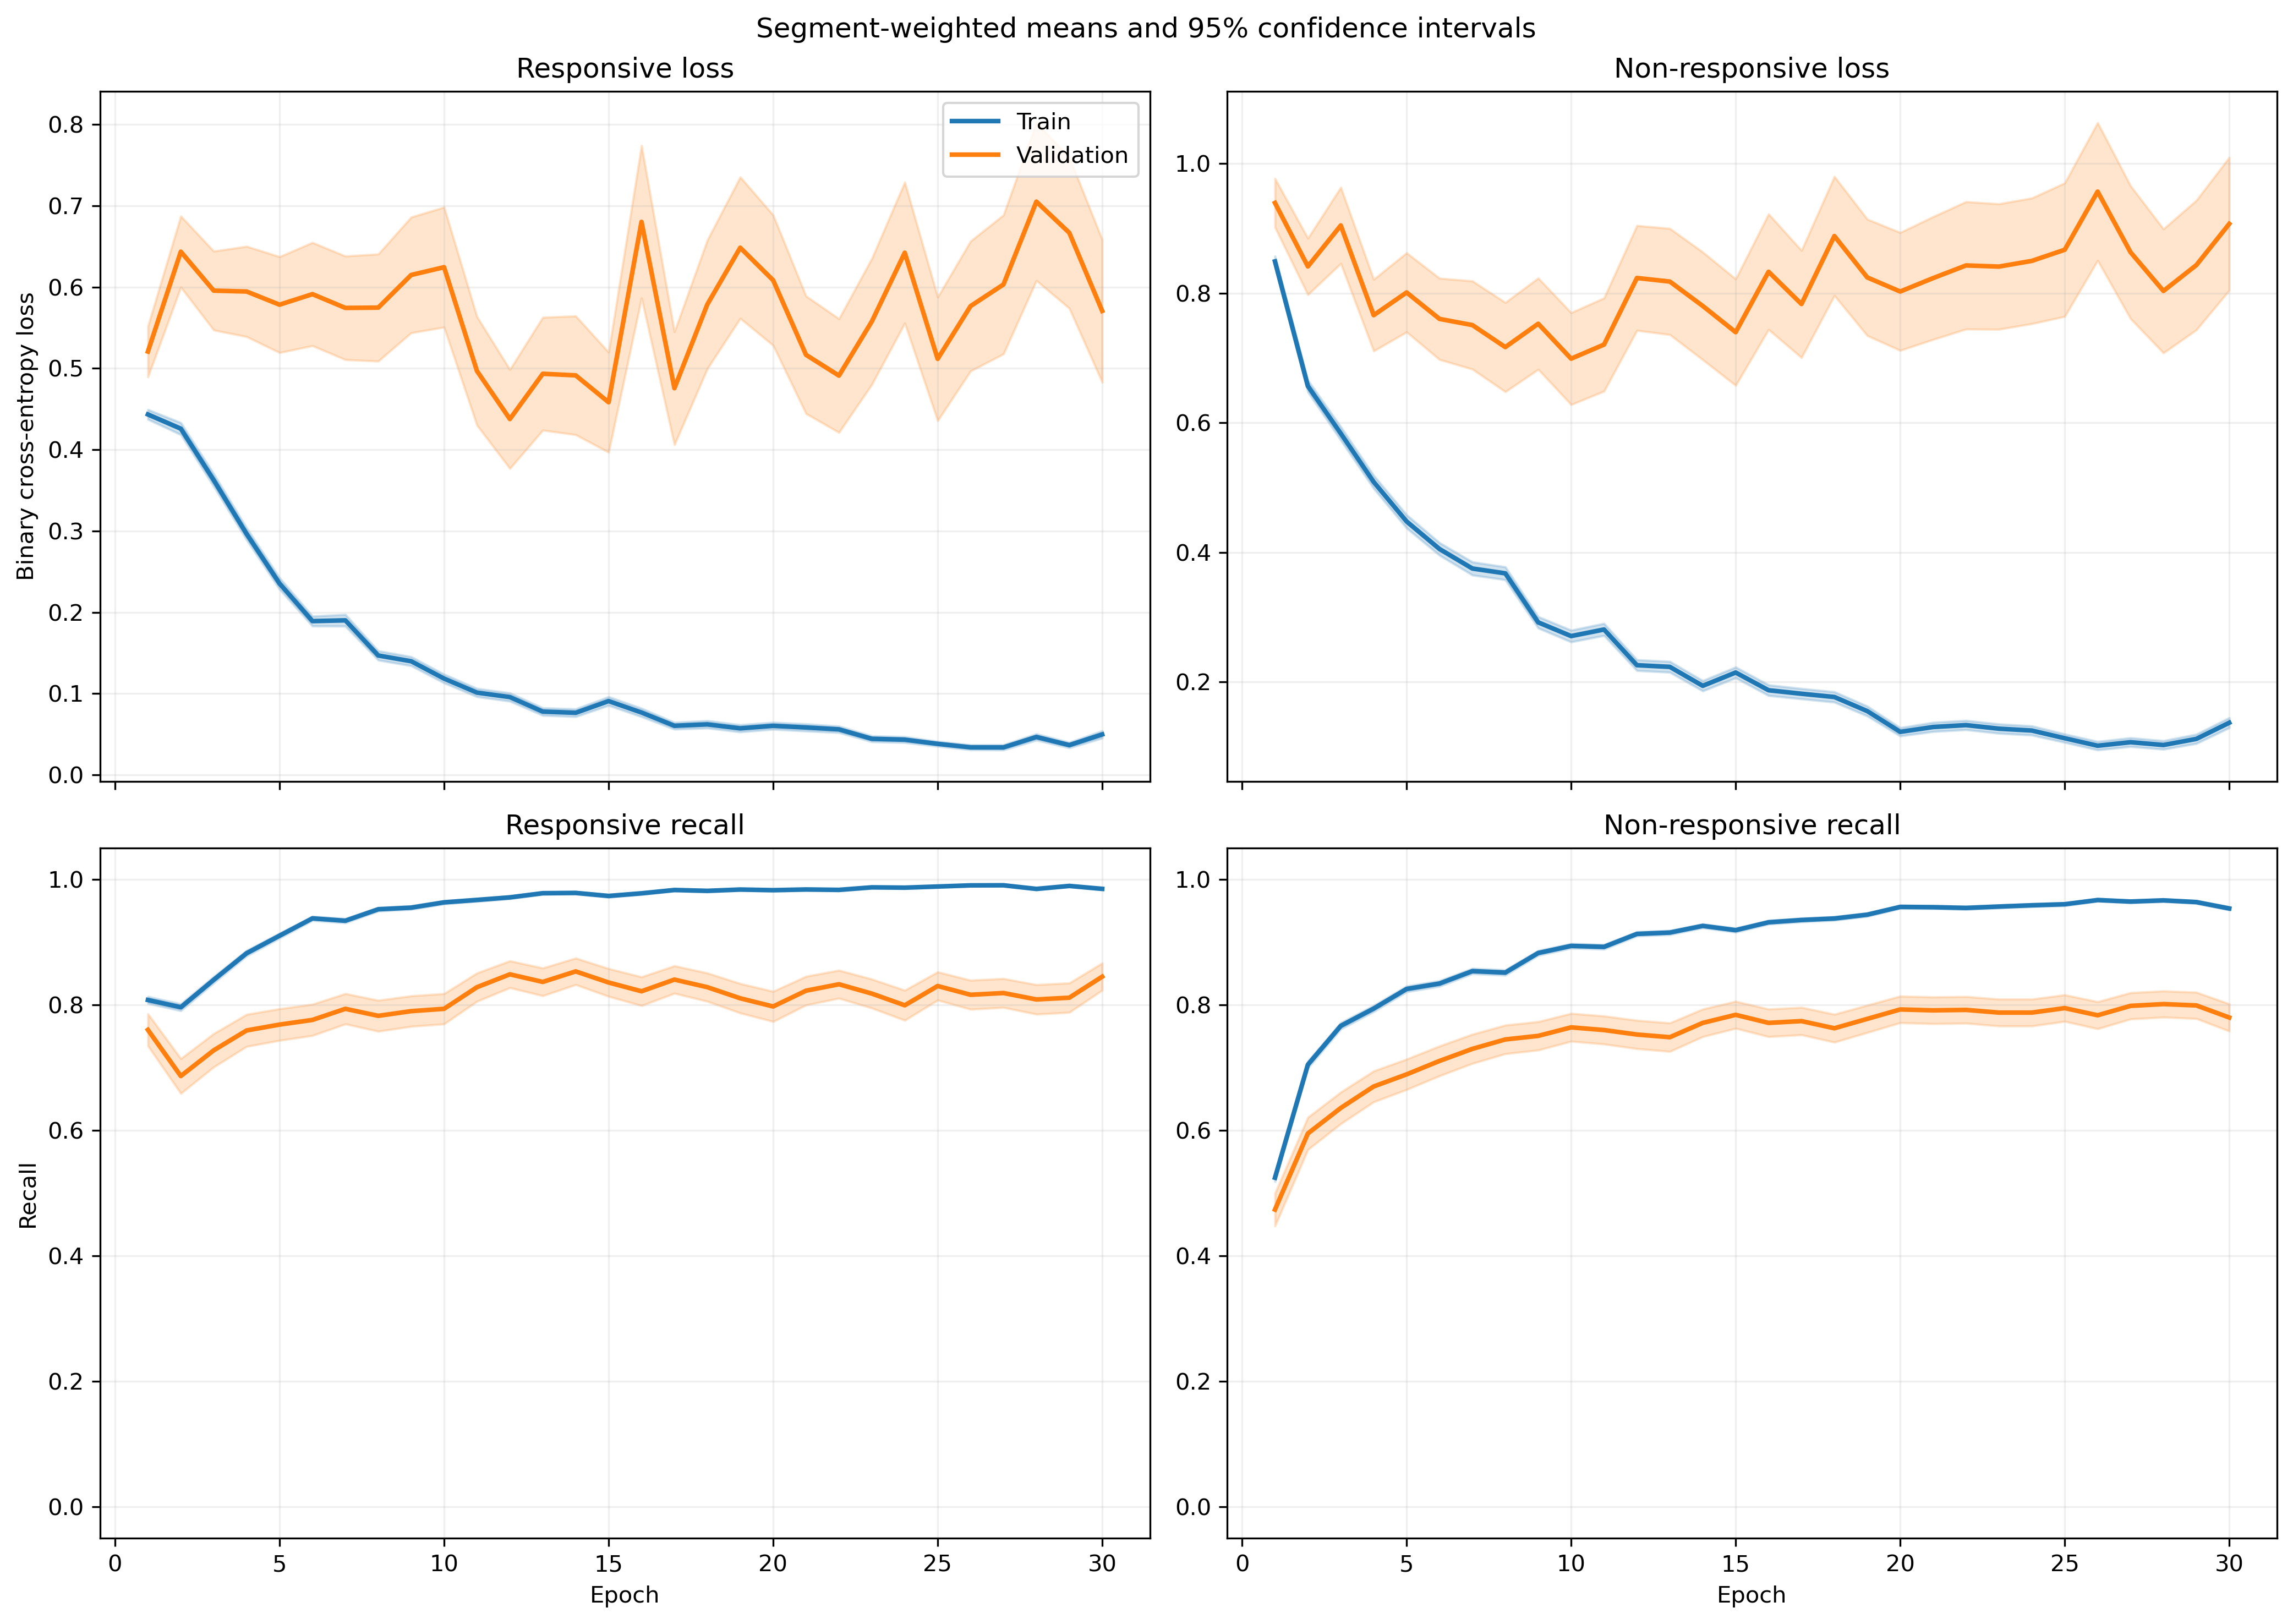 Segment-weighted means and 95% confidence intervals
Responsive loss
Binary cross-entropy loss
0.8
0.7
0.6
0.5
0.4
0.3
0.2
0.1
0.0
Train
Validation
Non-responsive loss
1.0
0.8
0.6
0.4
0.2
Responsive recall
Recall
1.0
0.8
0.6
0.4
0.2
0.0
0 5 10 15 20 25 30
Epoch
Non-responsive recall
1.0
0.8
0.6
0.4
0.2
0.0
0 5 10 15 20 25 30
Epoch